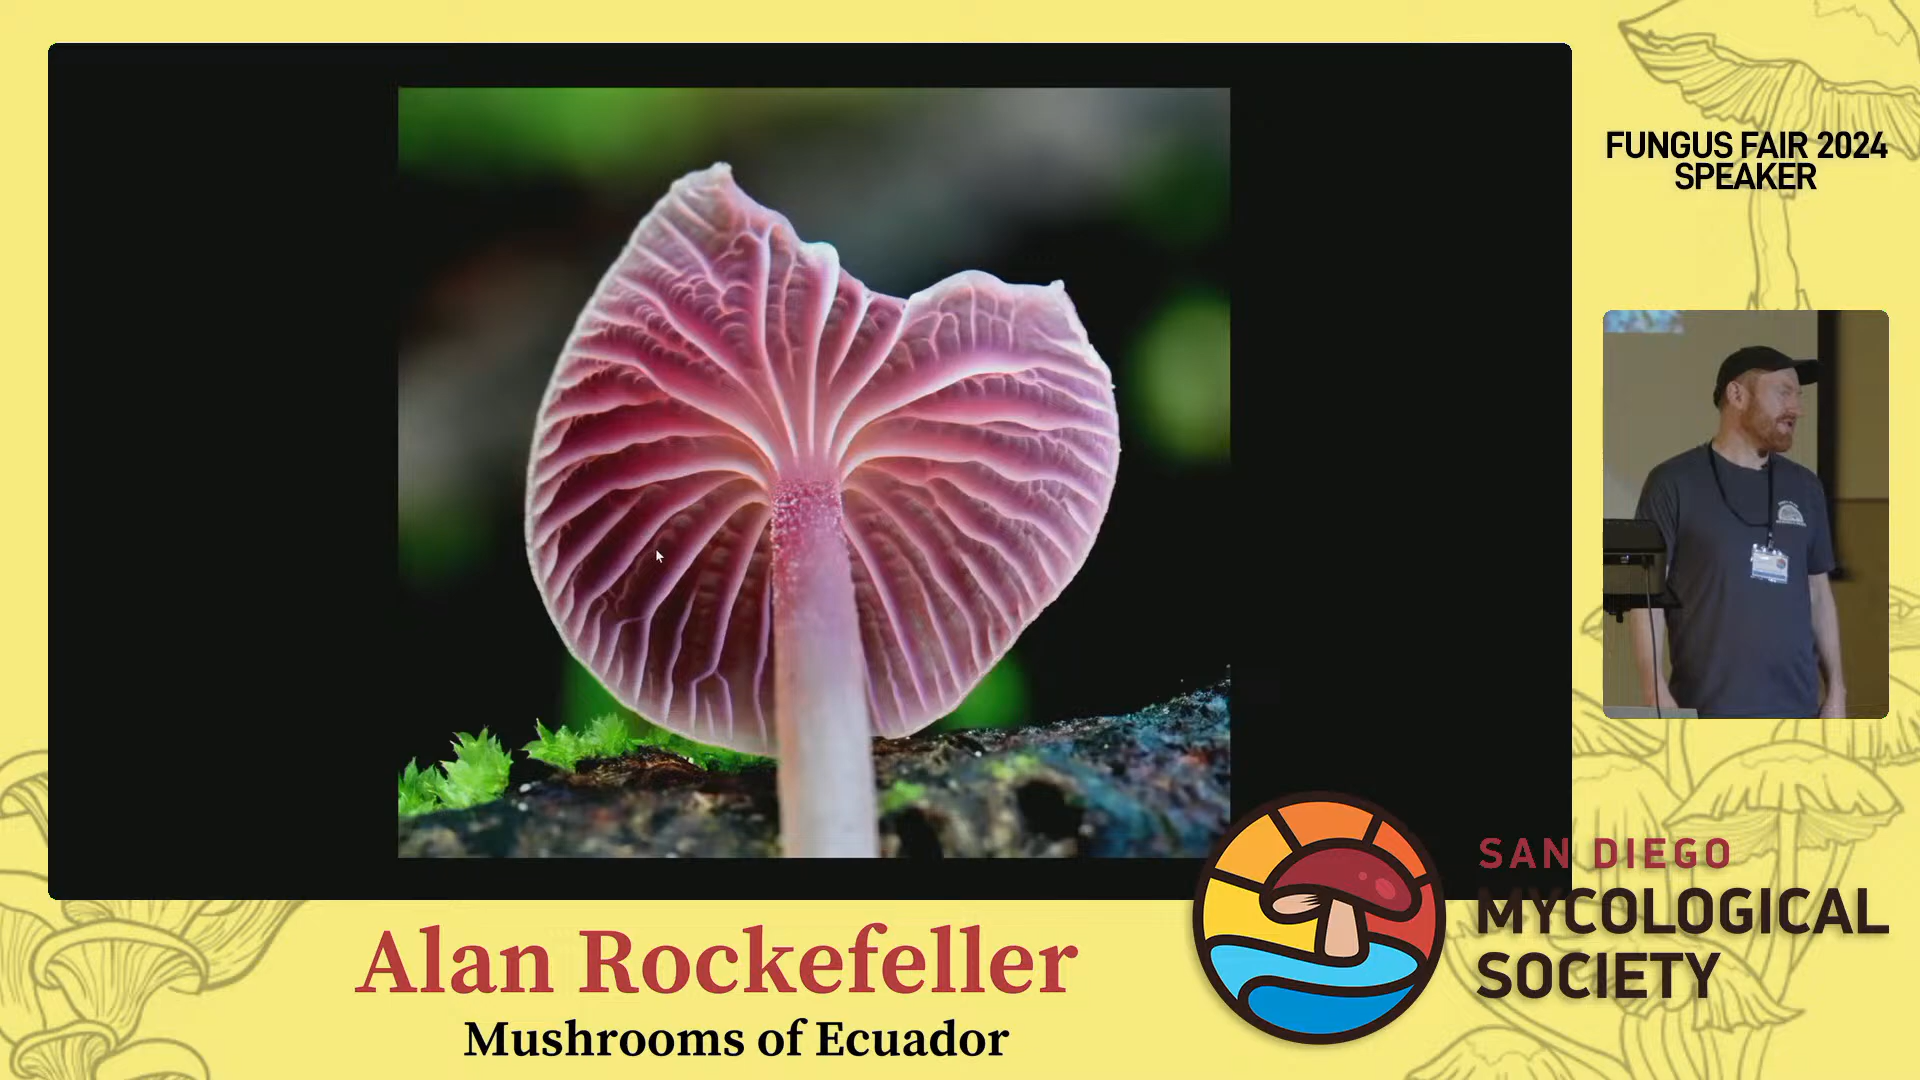 FUNGUS FAIR 2024
SPEAKER
SAN DIEGO
MYCOLOGICAL
SOCIETY
Alan Rockefeller
Mushrooms of Ecuador